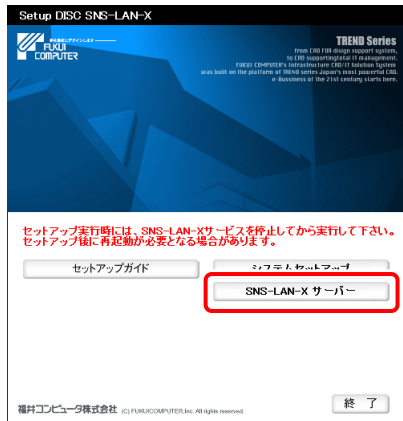 Setup DISC SNS-LAN-X
FUKUI
COMPUTER
TREND Series
from CAD FOR disign support system,
to CAD supportingtotal IT management.
FUKUI COMPUTER's Infrastructure CAD/IT Solution System
was built on the platform of TREND series Japan's most powerful CAD.
e-Bussiness of the 21st century starts here.
セットアップ実行時には、SNS-LAN-Xサービスを停止してから実行して下さい。
セットアップ後に再起動が必要となる場合があります。
セットアップガイド
システムセットアップ
SNS-LAN-X サーバー
福井コンピュータ株式会社 (C) FUKUICOMPUTER,Inc. All rights reserved.
終 了